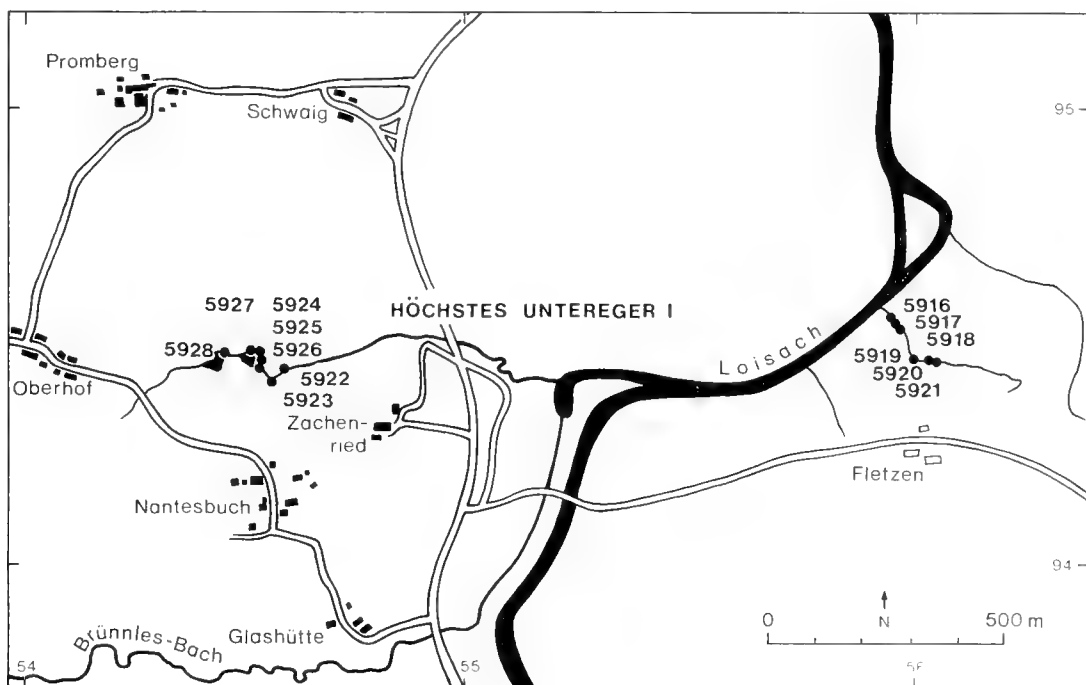 Promberg
Schwaig
95
5927 5924
HÖCHSTES UNTEREGER I
5925
5928 5926
5922
5923
Oberhof
Zachen-
ried
Loisach
5916
5917
5918
5919
5920
5921
Fletzen
Nantesbuch
94
Glashütte
Brünnles-Bach
0 N 500 m
54
55
56